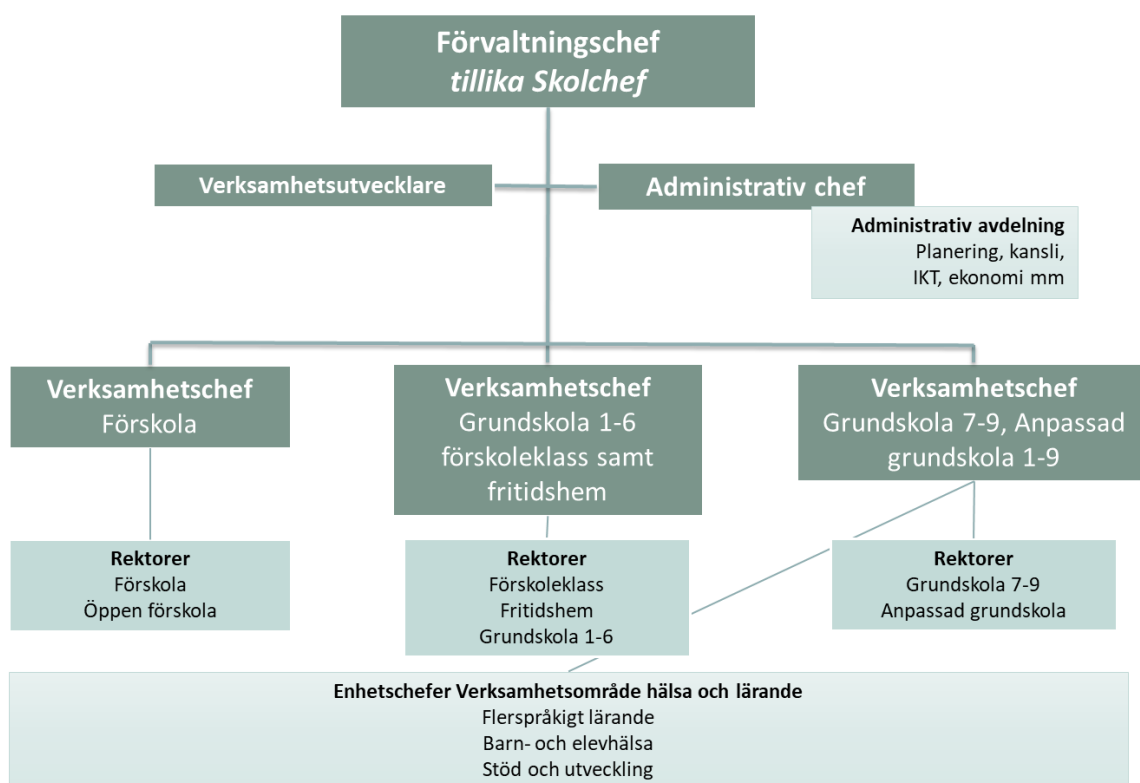 Förvaltningschef
tillika Skolchef
Verksamhetsutvecklare
Administrativ chef
Administrativ avdelning
Planering, kansli,
IKT, ekonomi mm
Verksamhetschef
Förskola
Verksamhetschef
Grundskola 1-6
förskoleklass samt
fritidshem
Verksamhetschef
Grundskola 7-9, Anpassad
grundskola 1-9
Rektorer
Förskola
Öppen förskola
Rektorer
Förskoleklass
Fritidshem
Grundskola 1-6
Rektorer
Grundskola 7-9
Anpassad grundskola
Enhetschefer Verksamhetsområde hälsa och lärande
Flerspråkigt lärande
Barn- och elevhälsa
Stöd och utveckling